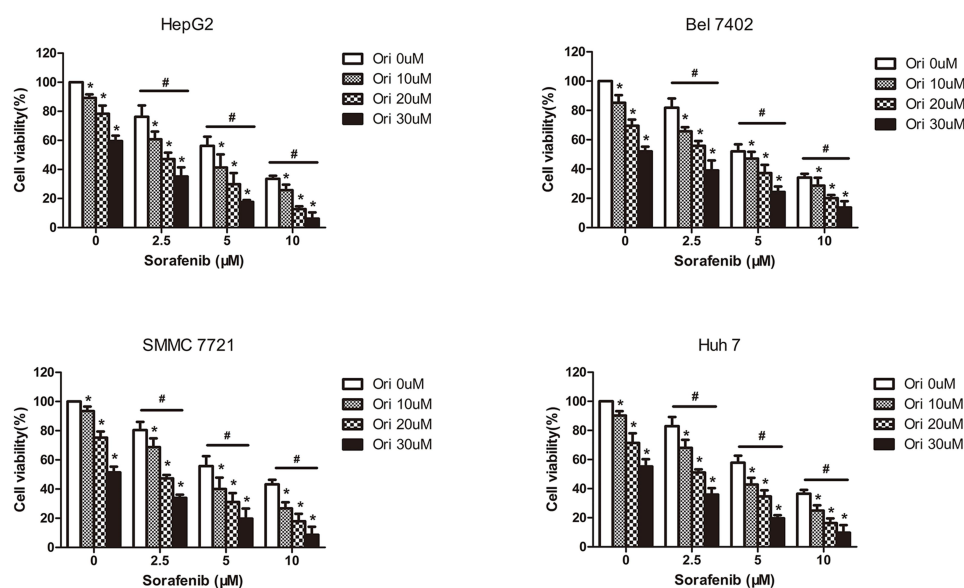 HepG2
Cell viability(%)
120
100
80
60
40
20
0
* * * # * * * # * * * # * * *
0 2.5 5 10
Sorafenib (µM)
Ori 0uM
Ori 10uM
Ori 20uM
Ori 30uM
Bel 7402
Cell viability(%)
120
100
80
60
40
20
0
* * * # * * * # * * * # * * *
0 2.5 5 10
Sorafenib (µM)
Ori 0uM
Ori 10uM
Ori 20uM
Ori 30uM
SMMC 7721
Cell viability(%)
120
100
80
60
40
20
0
* * * # * * * # * * * # * * *
0 2.5 5 10
Sorafenib (µM)
Ori 0uM
Ori 10uM
Ori 20uM
Ori 30uM
Huh 7
Cell viability(%)
120
100
80
60
40
20
0
* * * # * * * # * * * # * * *
0 2.5 5 10
Sorafenib (µM)
Ori 0uM
Ori 10uM
Ori 20uM
Ori 30uM